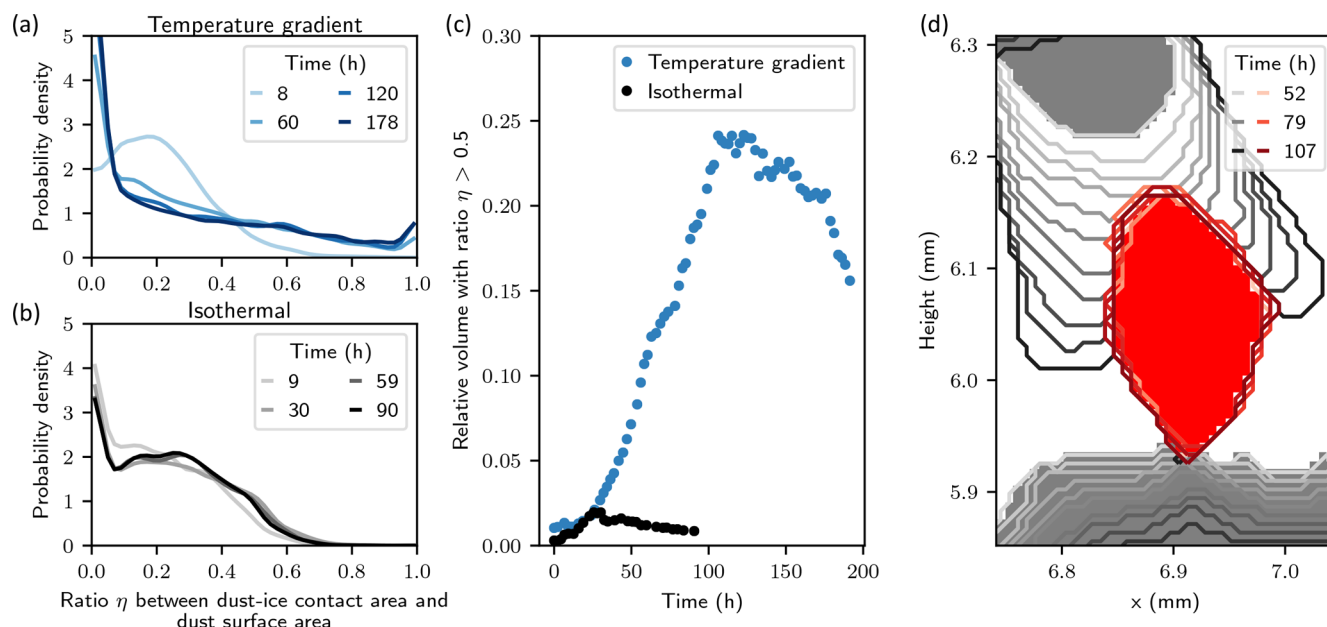 (a)
Temperature gradient
5
4
3
2
1
0
Probability density
Time (h)
8 120
60 178
0.0 0.2 0.4 0.6 0.8 1.0
(b)
Isothermal
5
4
3
2
1
0
Probability density
Time (h)
9 59
30 90
0.0 0.2 0.4 0.6 0.8 1.0
Ratio η between dust-ice contact area and
dust surface area
(c)
0.30
0.25
0.20
0.15
0.10
0.05
0.00
Relative volume with ratio η > 0.5
Temperature gradient
Isothermal
0 50 100 150 200
Time (h)
(d)
6.3
6.2
6.1
6.0
5.9
Height (mm)
Time (h)
52
79
107
6.8 6.9 7.0
x (mm)